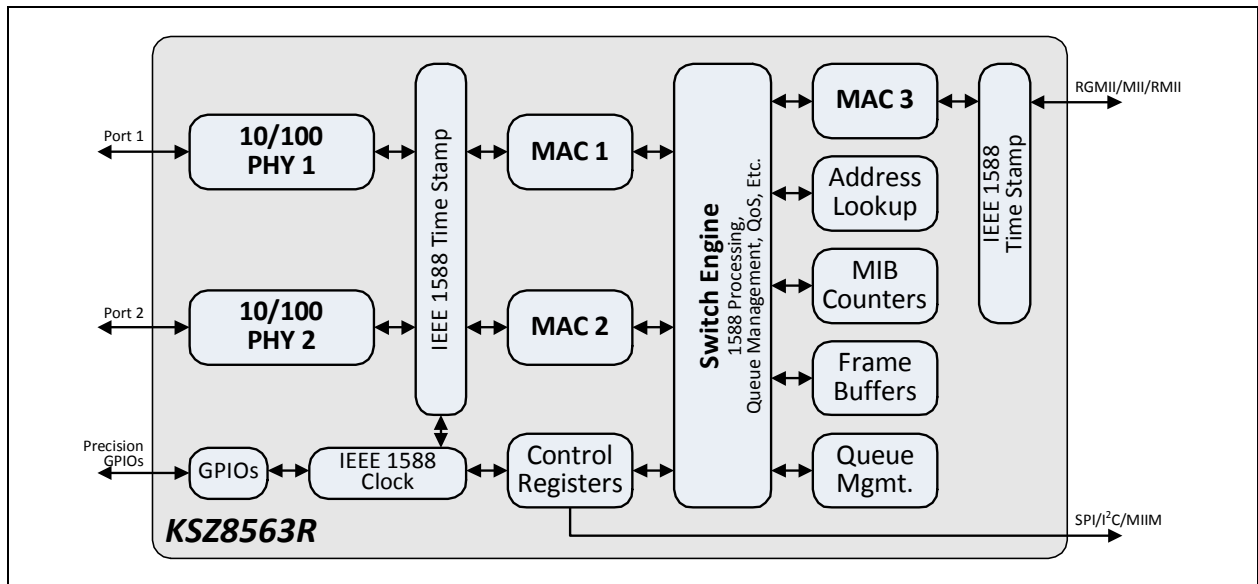 Port 1
10/100
PHY 1
IEEE 1588 Time Stamp
MAC 1
Switch Engine
1588 Processing,
Queue Management, QoS, Etc.
MAC 3
IEEE 1588
Time Stamp
RGMII/MII/RMII
Address
Lookup
Port 2
10/100
PHY 2
MAC 2
MIB
Counters
Frame
Buffers
Precision
GPIOs
GPIOs
IEEE 1588
Clock
Control
Registers
Queue
Mgmt.
SPI/I²C/MIIM
KSZ8563R